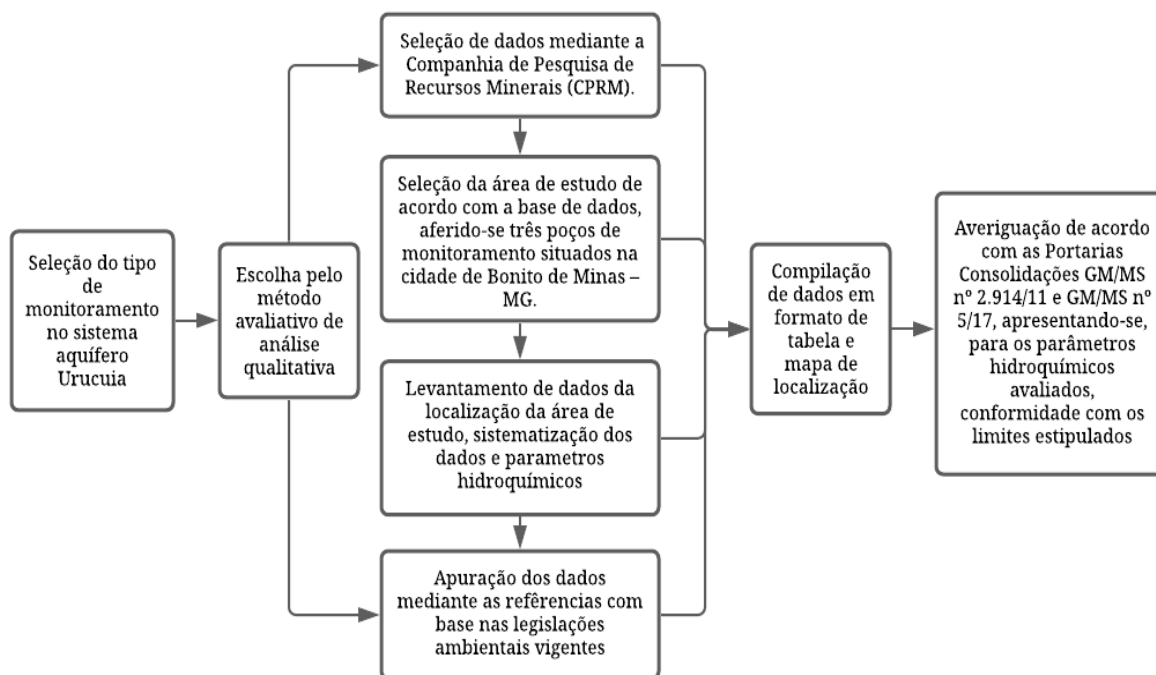 Seleção do tipo
de
monitoramento
no sistema
aquífero
Urucuia
Escolha pelo
método
avaliativo de
análise
qualitativa
Seleção de dados mediante a
Companhia de Pesquisa de
Recursos Minerais (CPRM).
Seleção da área de estudo de
acordo com a base de dados,
aferido-se três poços de
monitoramento situados na
cidade de Bonito de Minas –
MG.
Levantamento de dados da
localização da área de
estudo, sistematização dos
dados e parametros
hidroquímicos
Apuração dos dados
mediante as refêrencias com
base nas legislações
ambientais vigentes
Compilação
de dados em
formato de
tabela e
mapa de
localização
Averiguação de acordo
com as Portarias
Consolidações GM/MS
nº 2.914/11 e GM/MS nº
5/17, apresentando-se,
para os parâmetros
hidroquímicos
avaliados,
conformidade com os
limites estipulados